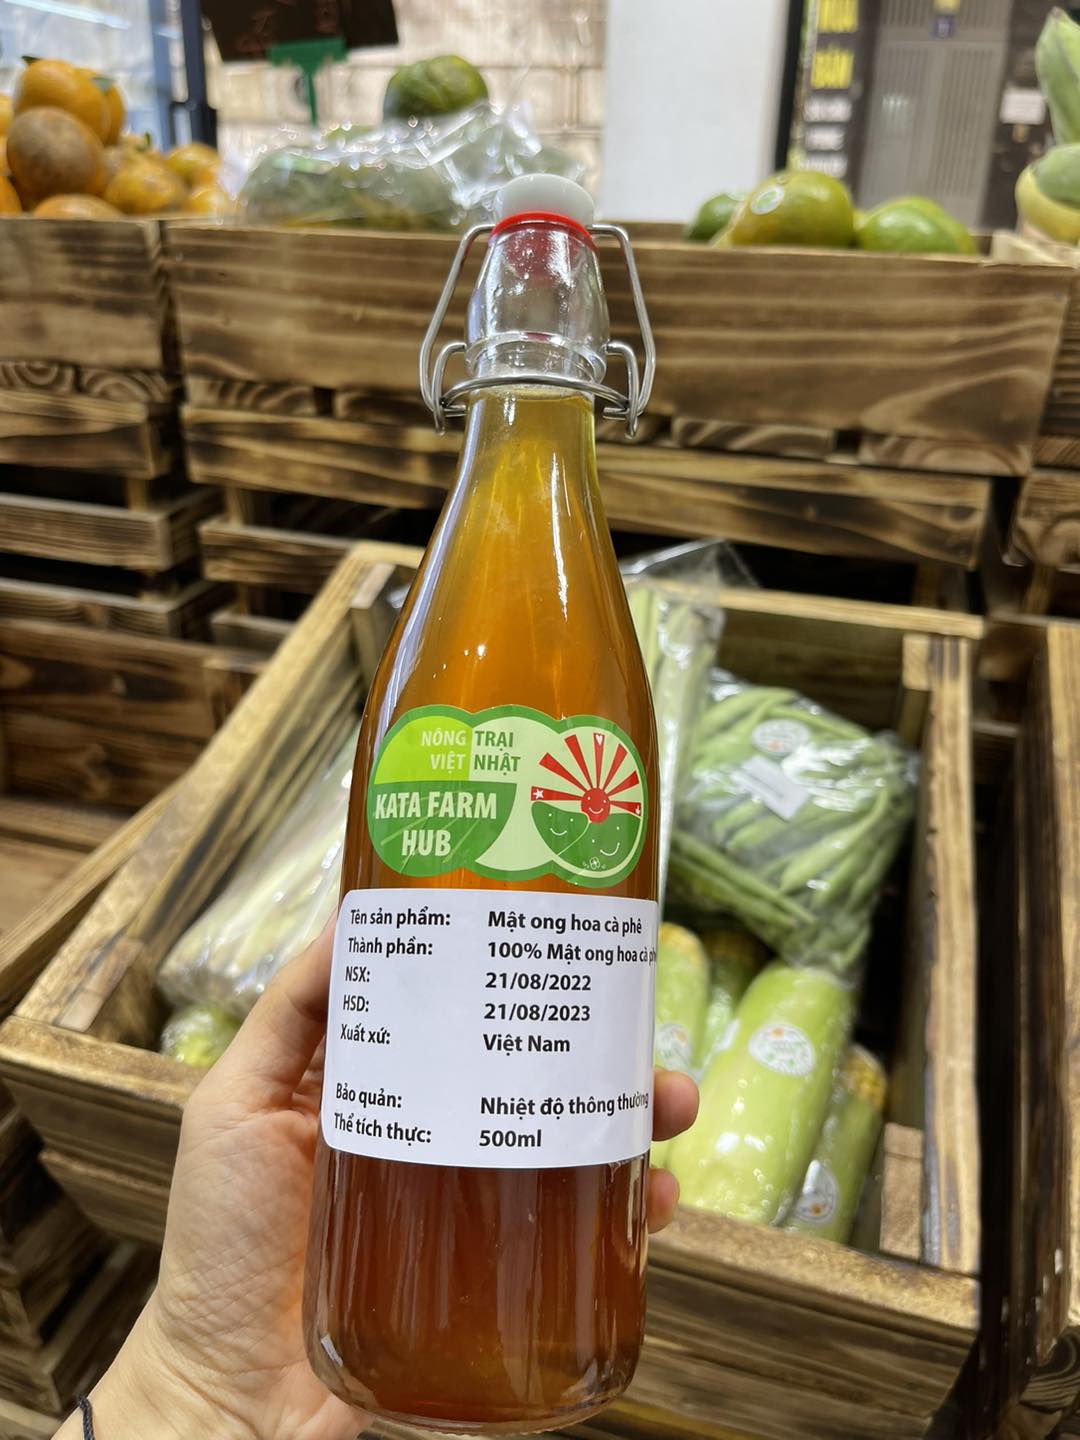 NÔNG TRẠI
VIỆT NHẬT
KATA FARM
HUB
Tên sản phẩm: Mật ong hoa cà phê
Thành phần: 100% Mật ong hoa cà phê
NSX: 21/08/2022
HSD: 21/08/2023
Xuất xứ: Việt Nam
Bảo quản: Nhiệt độ thông thường
Thể tích thực: 500ml